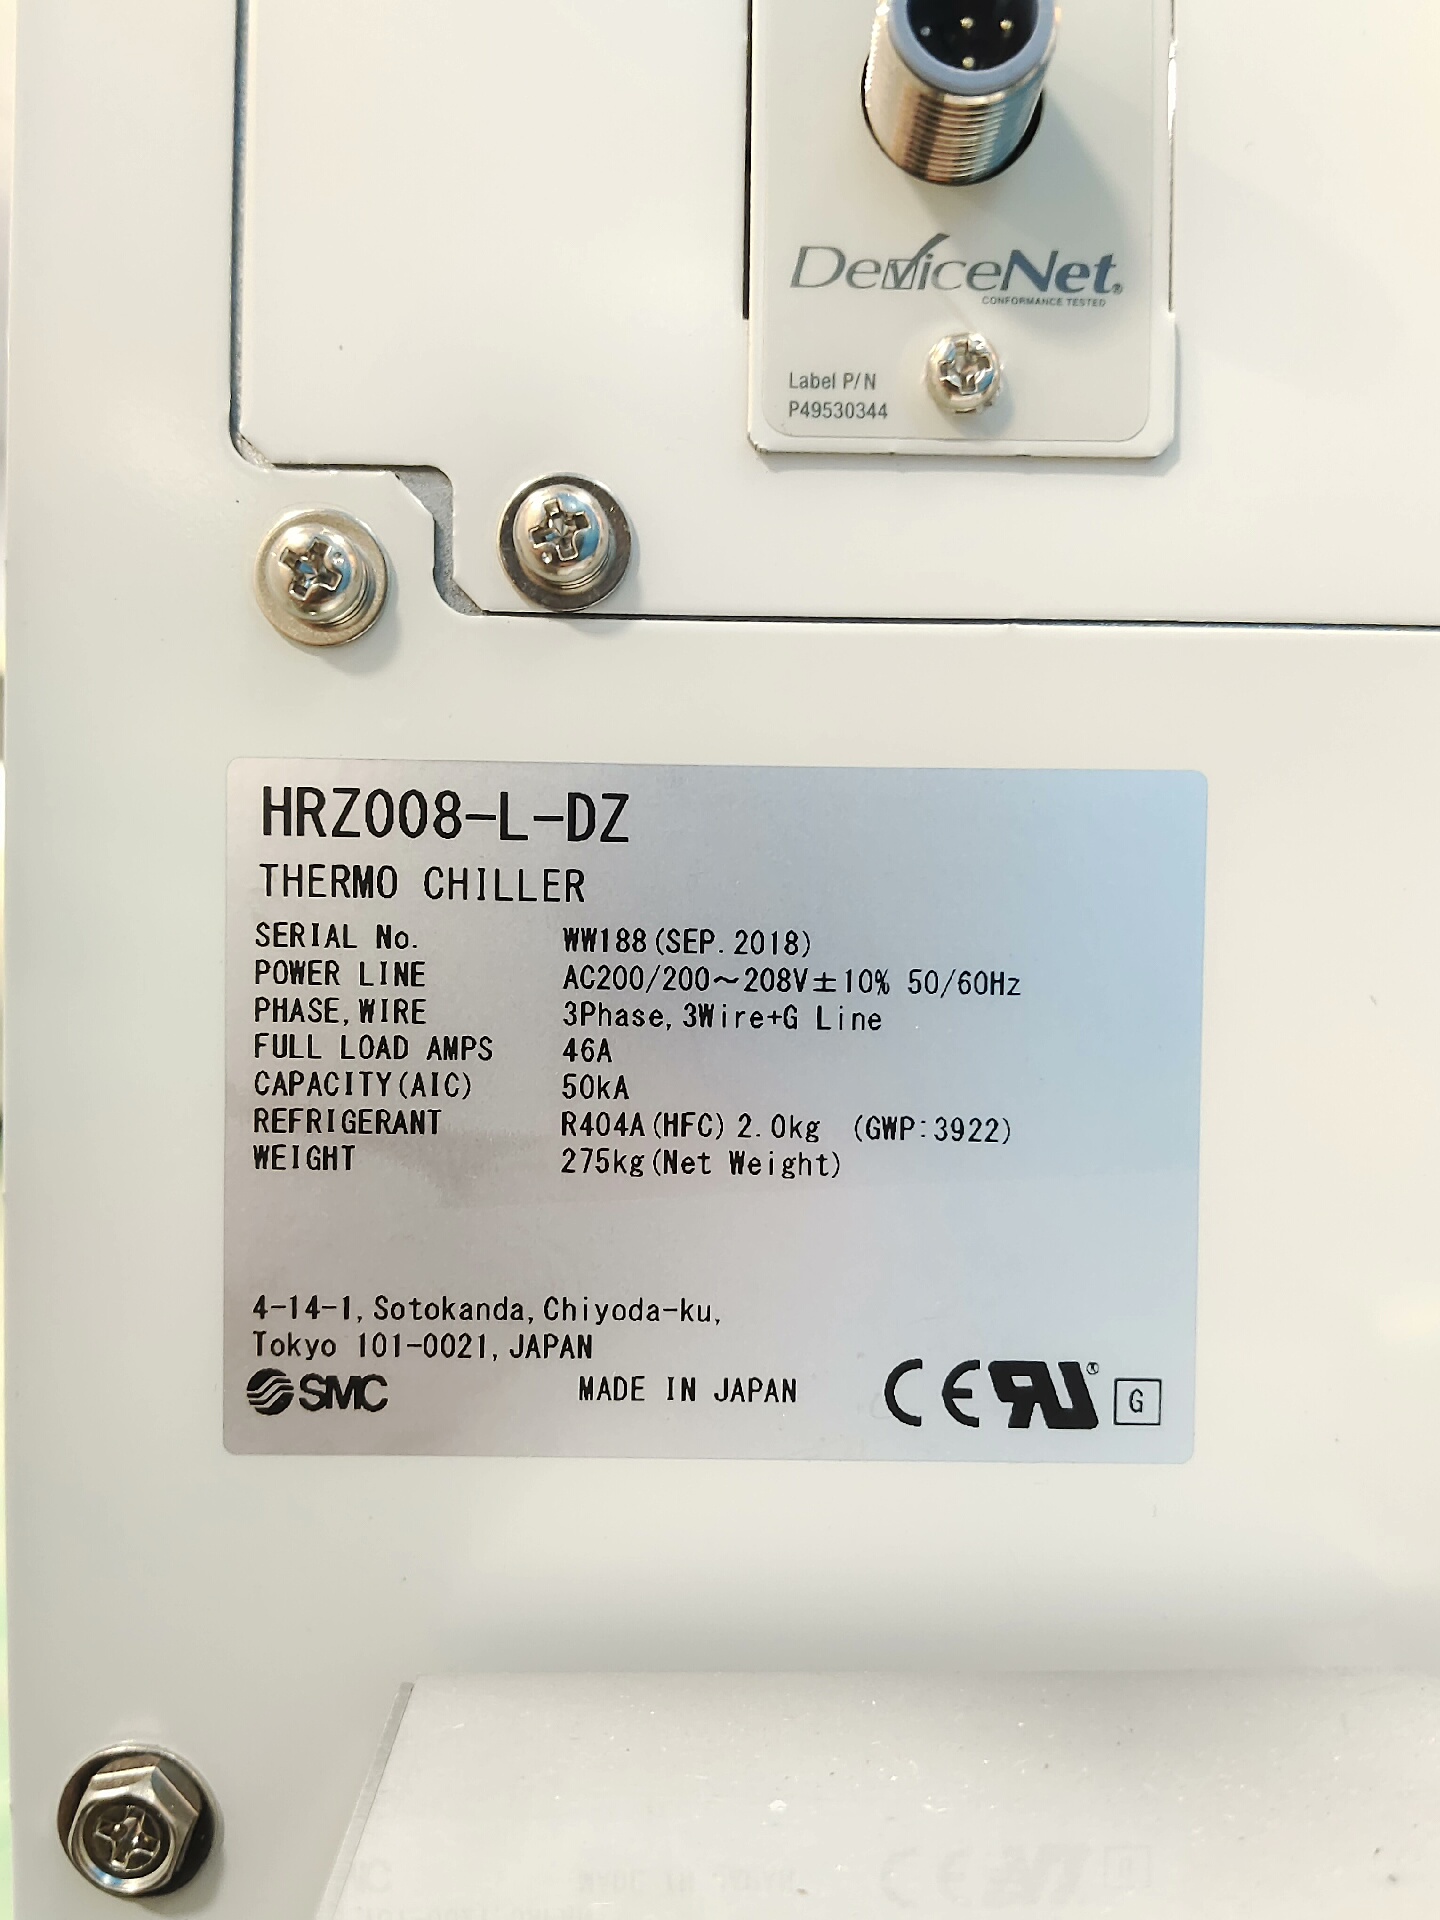 DeviceNet®
CONFORMANCE TESTED
Label P/N
P49530344
HRZ008-L-DZ
THERMO CHILLER
SERIAL No. WW188(SEP.2018)
POWER LINE AC200/200～208V±10% 50/60Hz
PHASE,WIRE 3Phase,3Wire+G Line
FULL LOAD AMPS 46A
CAPACITY(AIC) 50kA
REFRIGERANT R404A(HFC) 2.0kg (GWP:3922)
WEIGHT 275kg(Net Weight)
4-14-1,Sotokanda,Chiyoda-ku,
Tokyo 101-0021,JAPAN
SMC MADE IN JAPAN CE RU® G